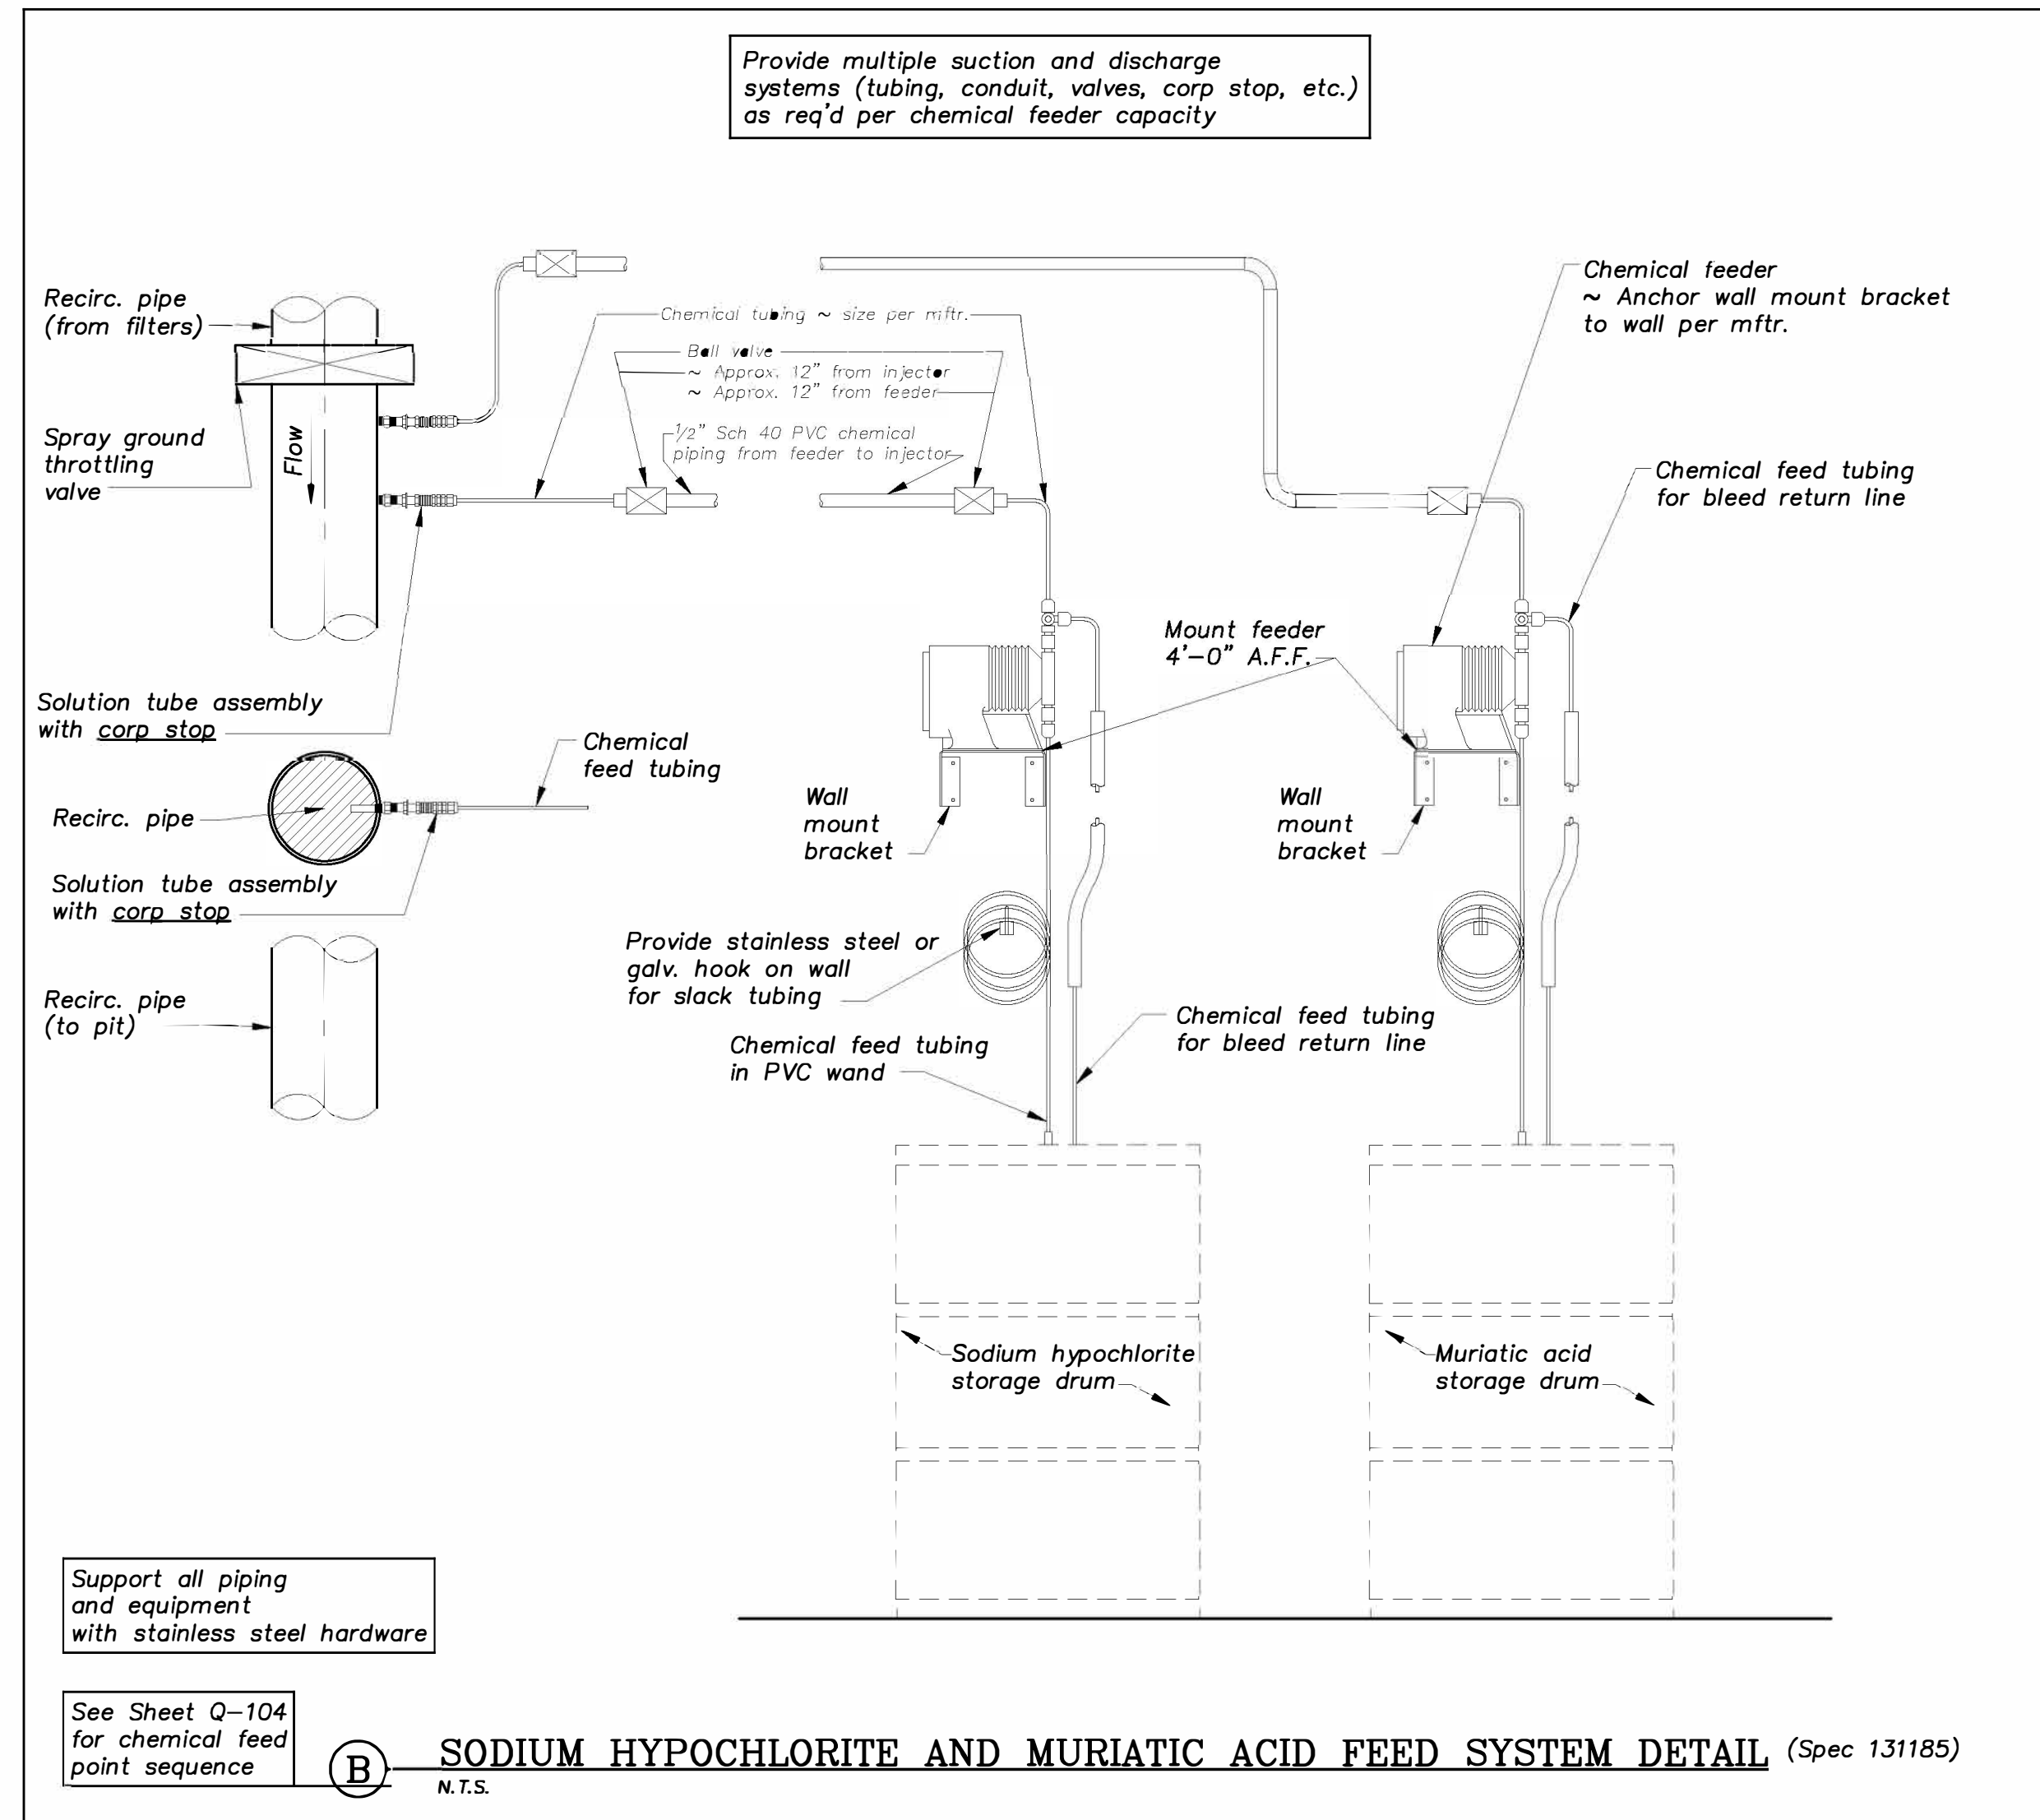 Provide multiple suction and discharge
systems (tubing, conduit, valves, corp stop, etc.)
as req'd per chemical feeder capacity
Recirc. pipe
(from filters)
Spray ground
throttling
valve
Flow
Chemical tubing ~ size per mftr.
Ball valve
~ Approx. 12" from injector
~ Approx. 12" from feeder
1/2" Sch 40 PVC chemical
piping from feeder to injector
Chemical feeder
~ Anchor wall mount bracket
to wall per mftr.
Chemical feed tubing
for bleed return line
Mount feeder
4'-0" A.F.F.
Solution tube assembly
with corp stop
Chemical
feed tubing
Recirc. pipe
Solution tube assembly
with corp stop
Wall
mount
bracket
Wall
mount
bracket
Provide stainless steel or
galv. hook on wall
for slack tubing
Recirc. pipe
(to pit)
Chemical feed tubing
in PVC wand
Chemical feed tubing
for bleed return line
Sodium hypochlorite
storage drum
Muriatic acid
storage drum
Support all piping
and equipment
with stainless steel hardware
See Sheet Q-104
for chemical feed
point sequence
B
SODIUM HYPOCHLORITE AND MURIATIC ACID FEED SYSTEM DETAIL (Spec 131185)
N.T.S.